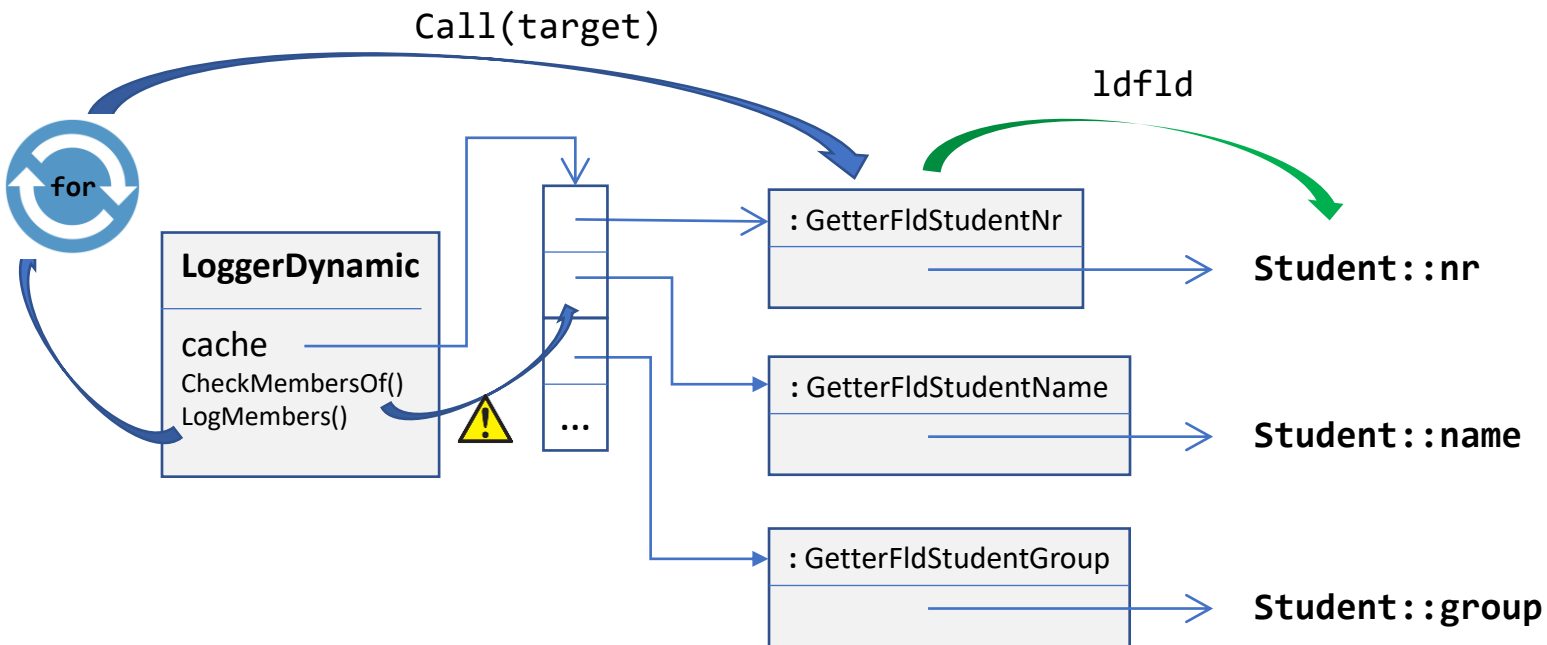 Call(target)
ldfld
for
LoggerDynamic
cache
CheckMembersOf()
LogMembers()
...
: GetterFldStudentNr
Student::nr
: GetterFldStudentName
Student::name
: GetterFldStudentGroup
Student::group